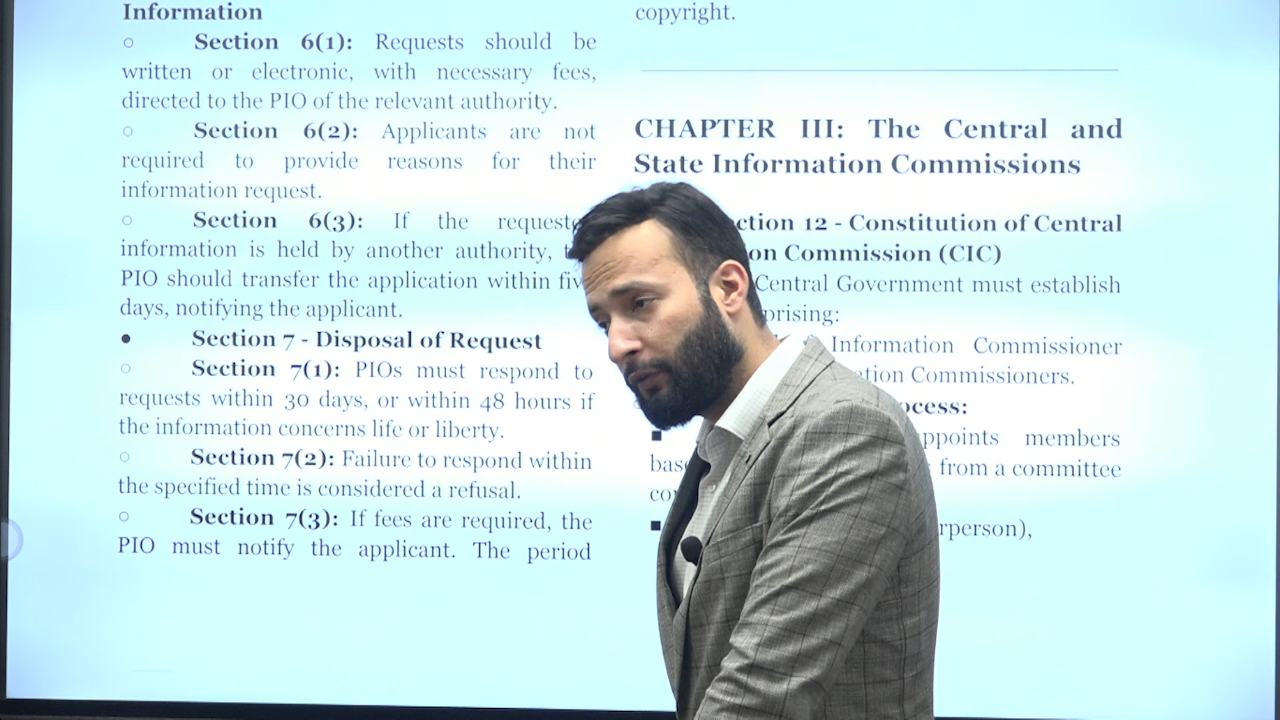 Information
○ Section 6(1): Requests should be
written or electronic, with necessary fees,
directed to the PIO of the relevant authority.
○ Section 6(2): Applicants are not
required to provide reasons for their
information request.
○ Section 6(3): If the
information is held by another authority,
PIO should transfer the application within
days, notifying the applicant.
● Section 7 - Disposal of Request
○ Section 7(1): PIOs must respond to
requests within 30 days, or within 48 hours if
the information concerns life or liberty.
○ Section 7(2): Failure to respond within
the specified time is considered a refusal.
○ Section 7(3): If fees are required, the
PIO must notify the applicant. The period
copyright.
CHAPTER III: The Central and
State Information Commissions
12 - Constitution of Central
Commission (CIC)
Central Government must establish
Information Commissioner
Commissioners.
members
from a committee